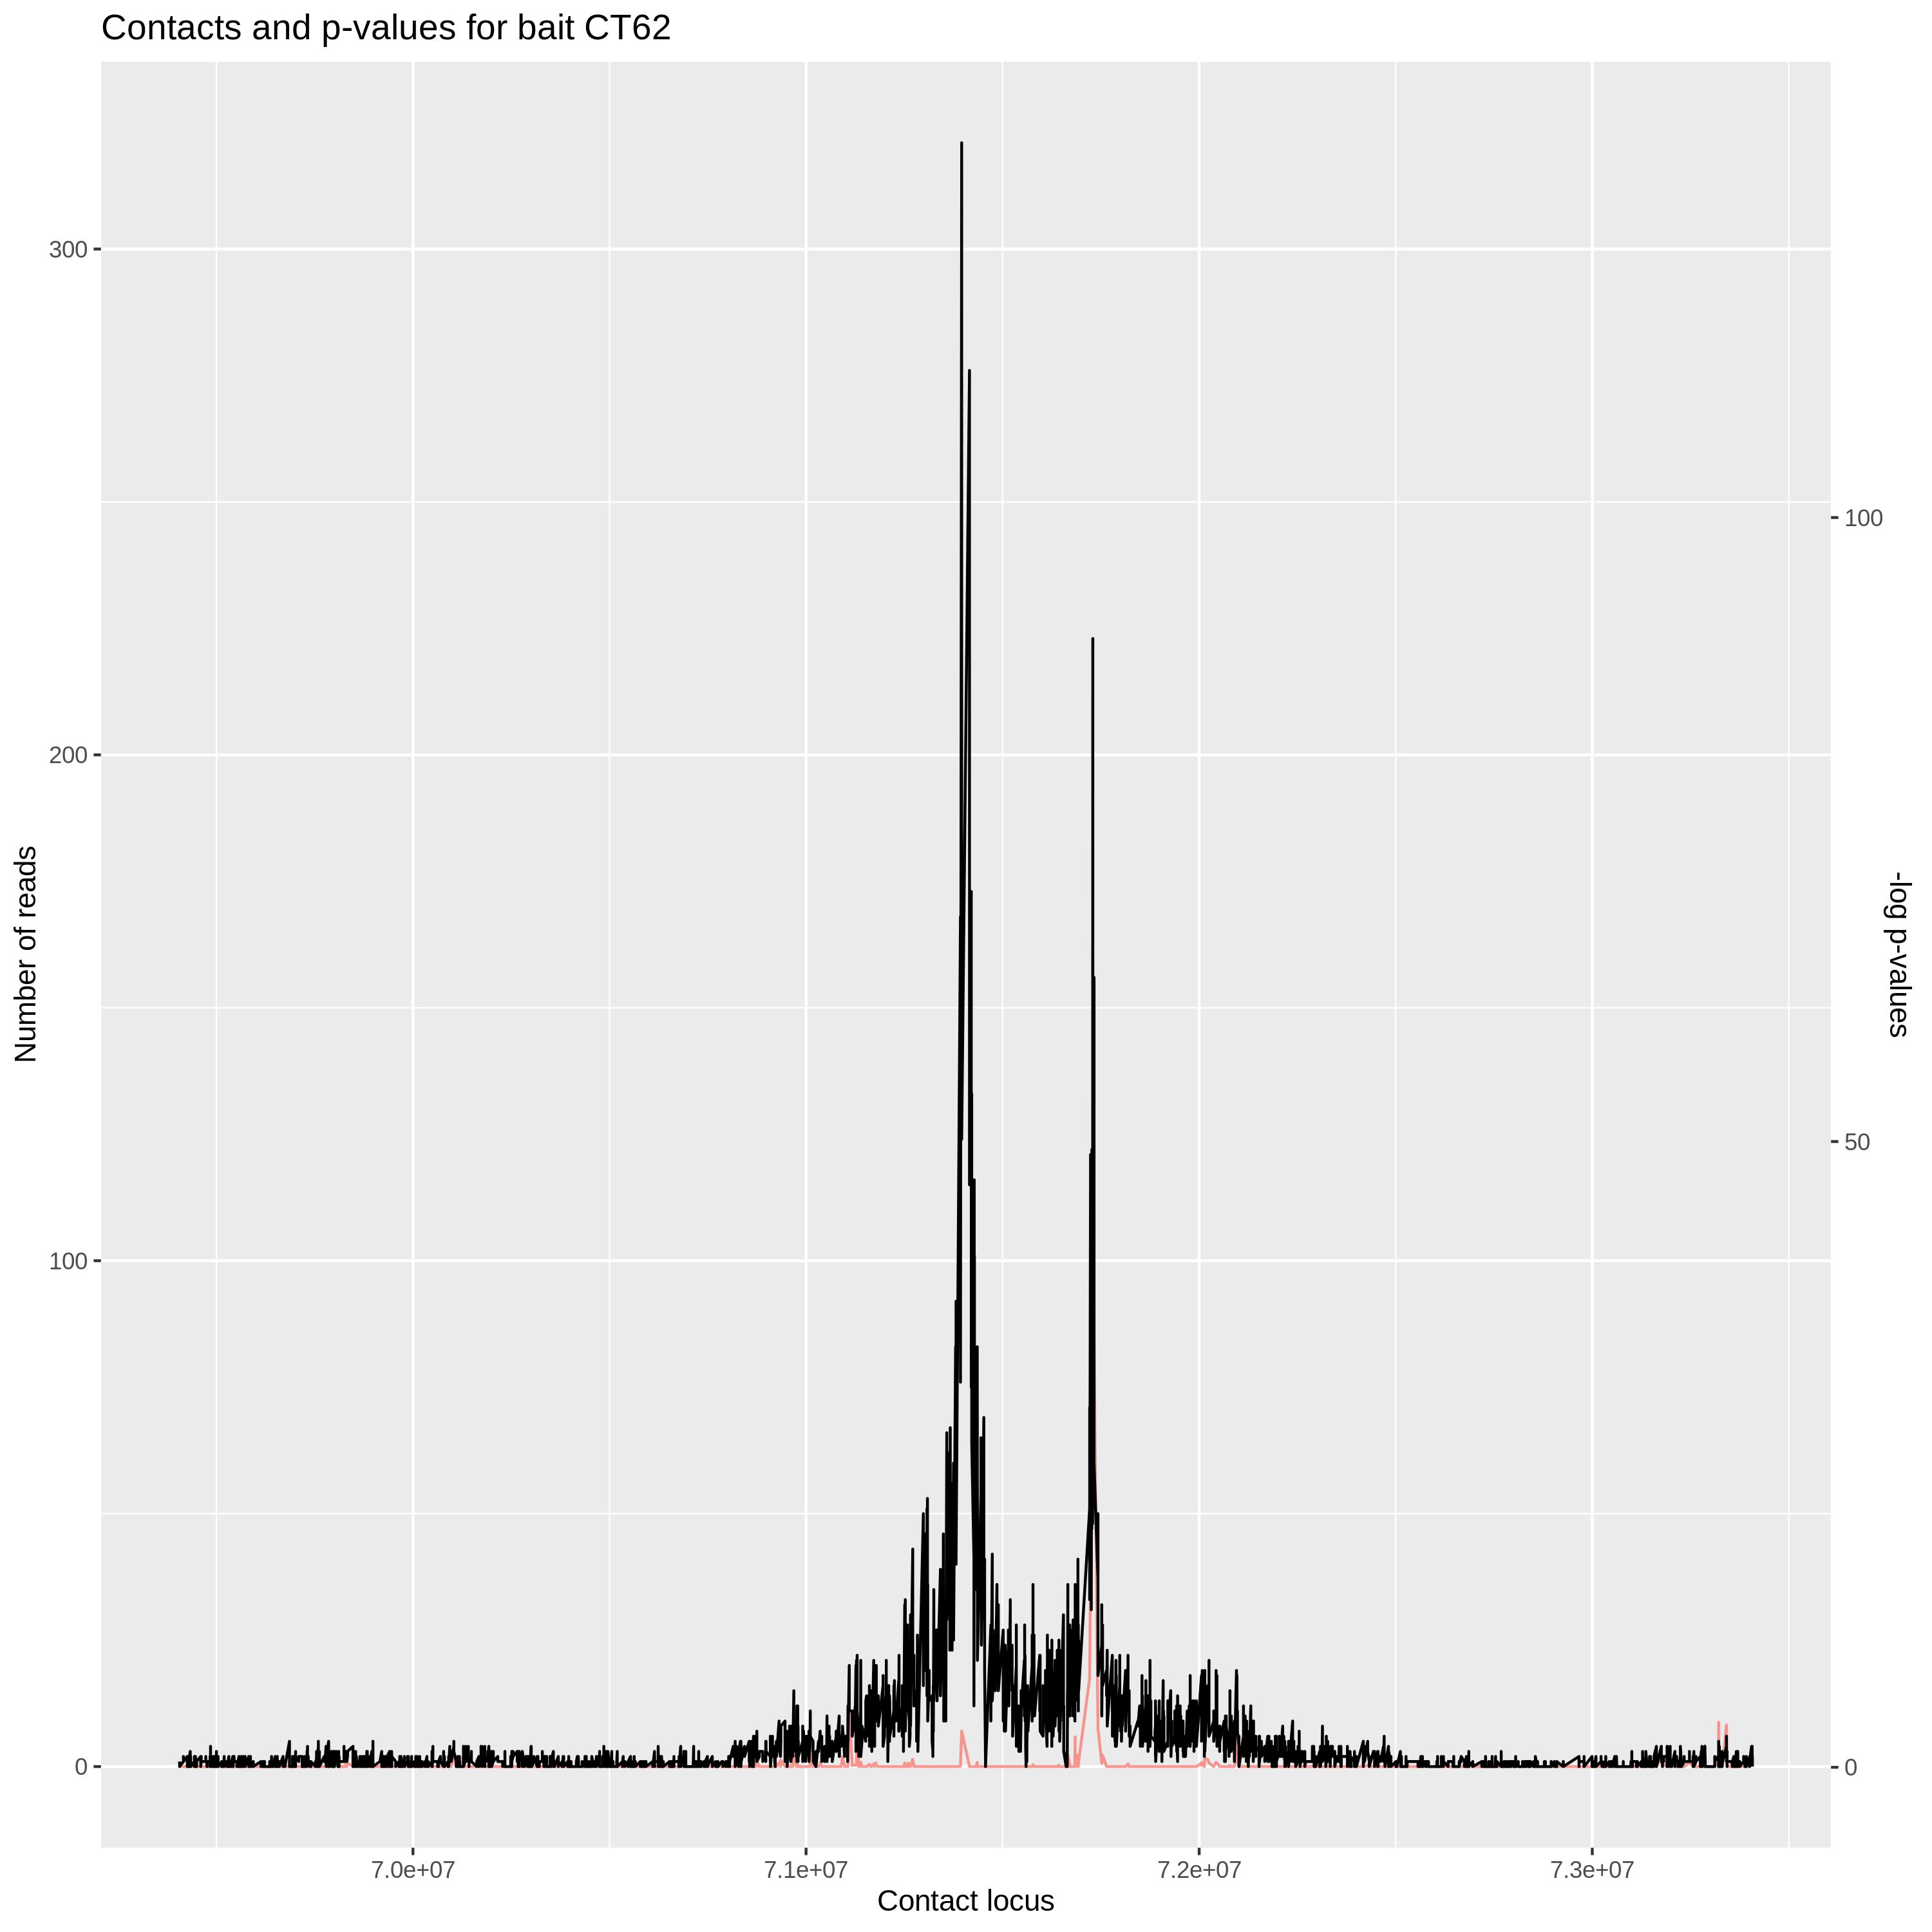 Contacts and p-values for bait CT62
300
200
100
0
Number of reads
100
50
0
-log p-values
7.0e+07
7.1e+07
7.2e+07
7.3e+07
Contact locus